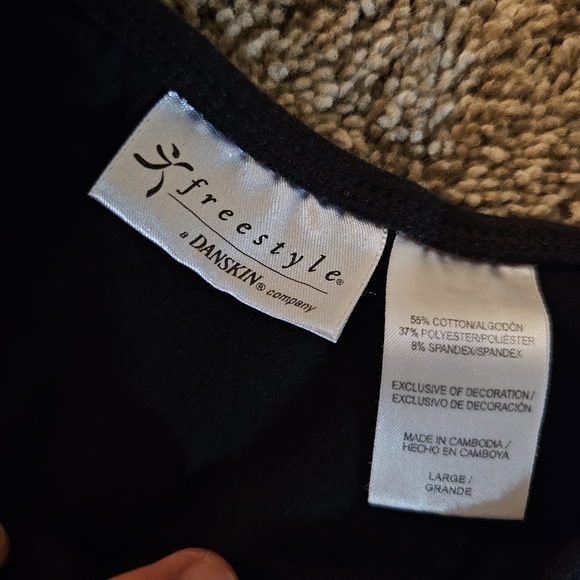 freestyle®
a DANSKIN® company
55% COTTON/ALGODÓN
37% POLYESTER/POLIÉSTER
8% SPANDEX/SPANDEX
EXCLUSIVE OF DECORATION/
EXCLUSIVO DE DECORACIÓN
MADE IN CAMBODIA/
HECHO EN CAMBOYA
LARGE/
GRANDE